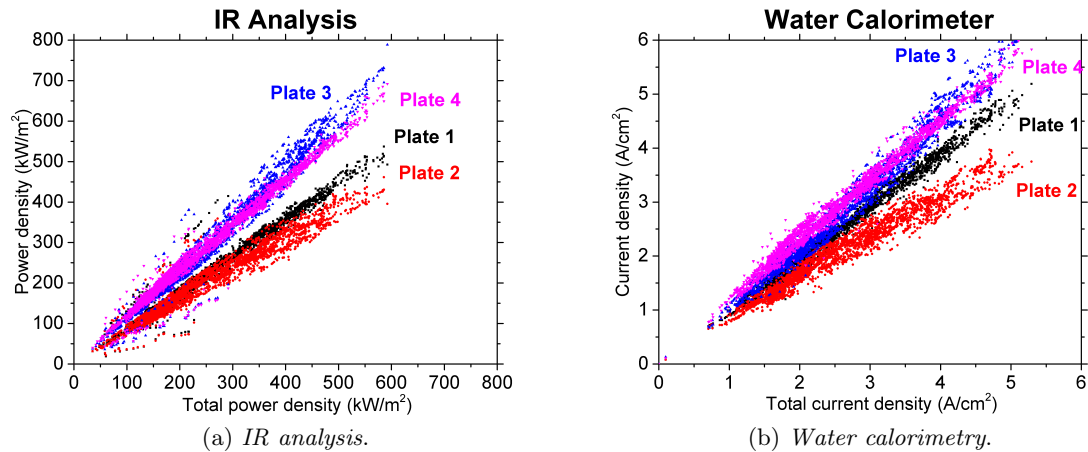 IR Analysis
800
700
600
500
400
300
200
100
0
Power density (kW/m²)
Plate 3
Plate 4
Plate 1
Plate 2
0 100 200 300 400 500 600 700 800
Total power density (kW/m²)
(a) IR analysis.
Water Calorimeter
6
5
4
3
2
1
0
Current density (A/cm²)
Plate 3
Plate 4
Plate 1
Plate 2
0 1 2 3 4 5 6
Total current density (A/cm²)
(b) Water calorimetry.